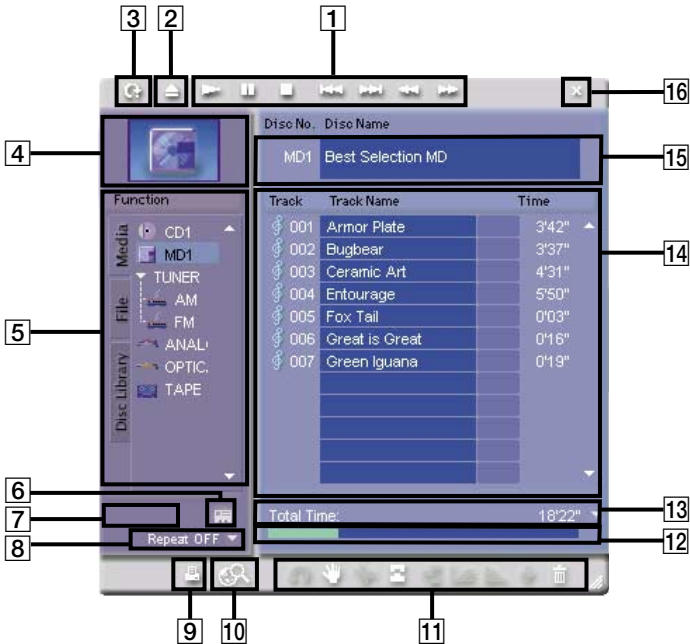 3 2 1
16
Disc No. Disc Name
4
MD1 Best Selection MD
15
Function
Track Track Name Time
Media
File
Disc Library
CD1
MD1
TUNER
AM
FM
ANAL
OPTIC.
TAPE
001 Armor Plate 3'42"
002 Bugbear 3'37"
003 Ceramic Art 4'31"
004 Entourage 5'50"
005 Fox Tail 0'03"
006 Great is Great 0'16"
007 Green Iguana 0'19"
14
5
6
7
Total Time: 18'22"
13
8
Repeat OFF
12
9 10 11